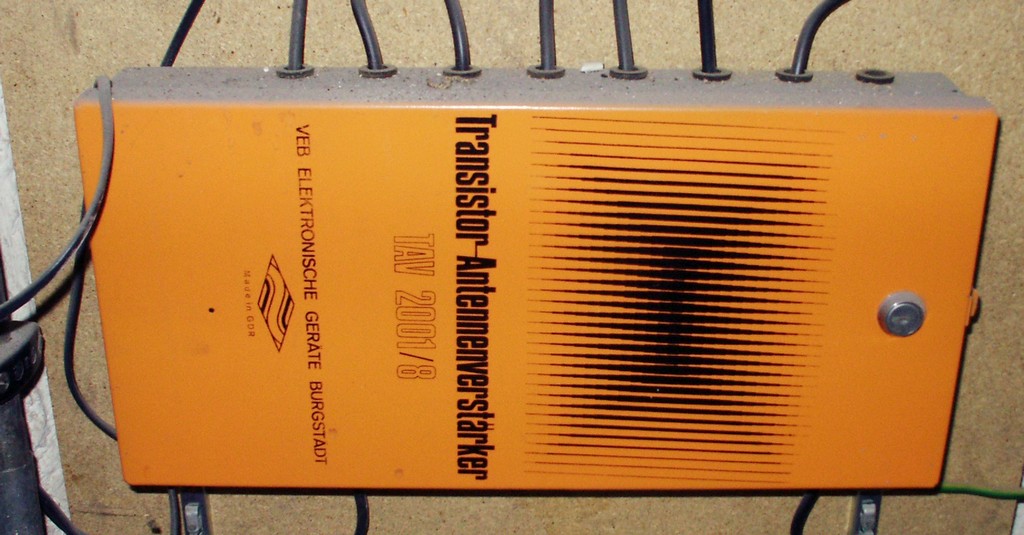 Transistor-Antennenverstärker
TAV 2001/8
VEB ELEKTRONISCHE GERÄTE BURGSTÄDT
Made in GDR